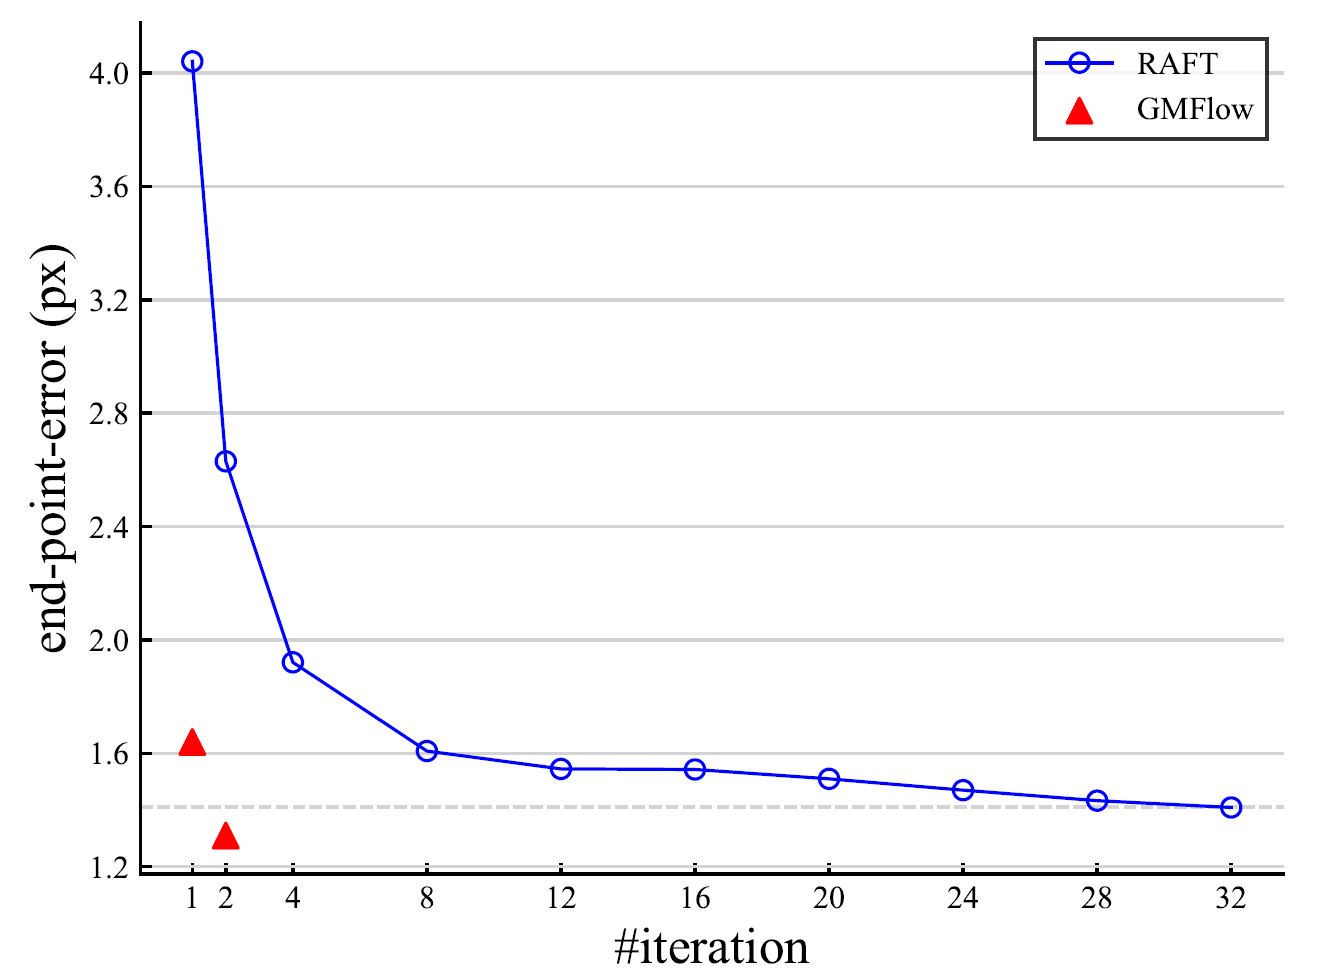 RAFT
GMFlow
4.0
3.6
3.2
2.8
2.4
2.0
1.6
1.2
end-point-error (px)
1 2 4 8 12 16 20 24 28 32
#iteration